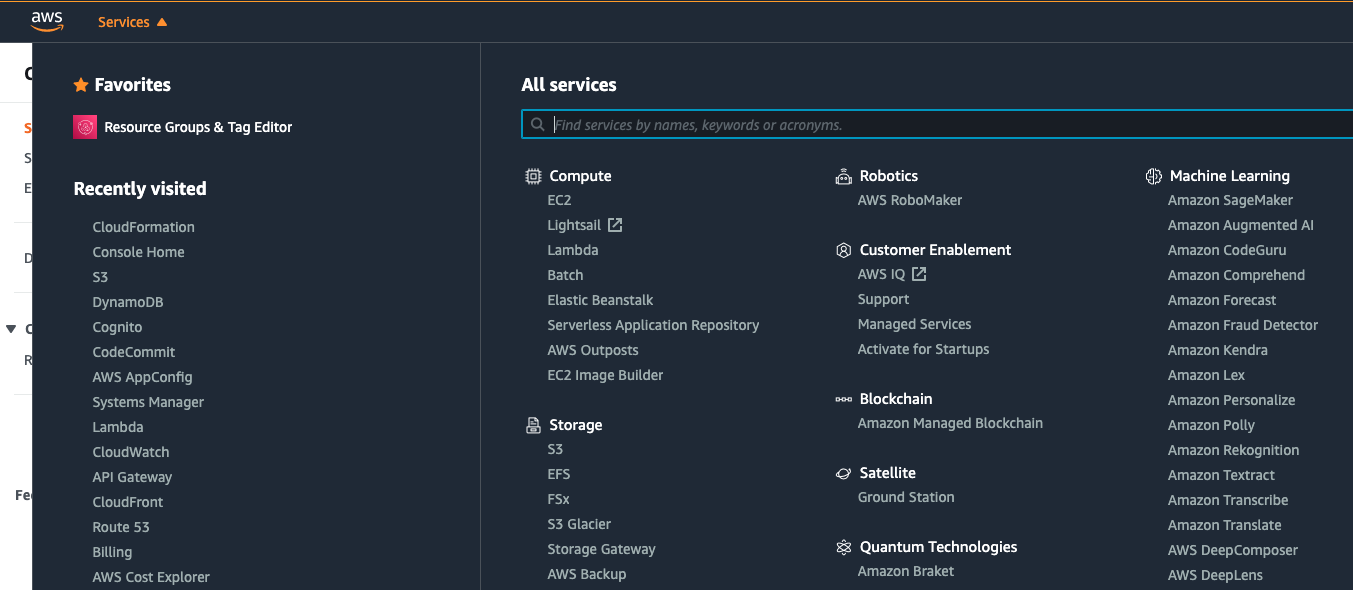 aws
Services
Favorites
Resource Groups & Tag Editor
Recently visited
CloudFormation
Console Home
S3
DynamoDB
Cognito
CodeCommit
AWS AppConfig
Systems Manager
Lambda
CloudWatch
API Gateway
CloudFront
Route 53
Billing
AWS Cost Explorer
All services
Find services by names, keywords or acronyms.
Compute
EC2
Lightsail
Lambda
Batch
Elastic Beanstalk
Serverless Application Repository
AWS Outposts
EC2 Image Builder
Storage
S3
EFS
FSx
S3 Glacier
Storage Gateway
AWS Backup
Robotics
AWS RoboMaker
Customer Enablement
AWS IQ
Support
Managed Services
Activate for Startups
Blockchain
Amazon Managed Blockchain
Satellite
Ground Station
Quantum Technologies
Amazon Braket
Machine Learning
Amazon SageMaker
Amazon Augmented AI
Amazon CodeGuru
Amazon Comprehend
Amazon Forecast
Amazon Fraud Detector
Amazon Kendra
Amazon Lex
Amazon Personalize
Amazon Polly
Amazon Rekognition
Amazon Textract
Amazon Transcribe
Amazon Translate
AWS DeepComposer
AWS DeepLens